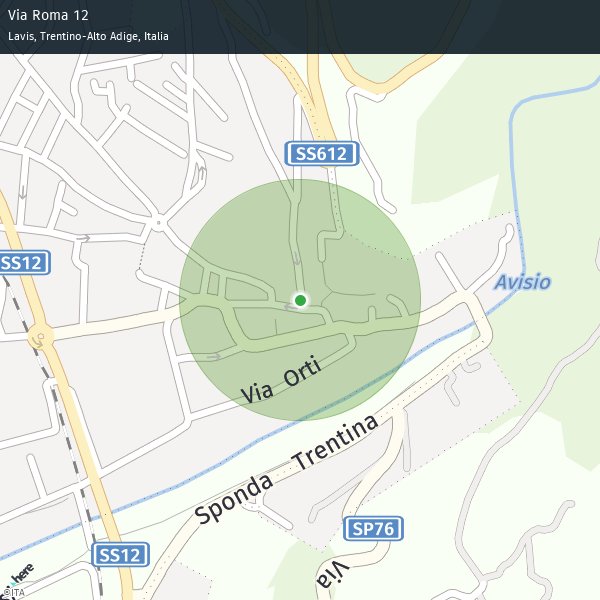 Via Roma 12
Lavis, Trentino-Alto Adige, Italia
SS612
SS12
Avisio
Via Orti
Sponda Trentina
SP76
SS12
Via
here
©ITA